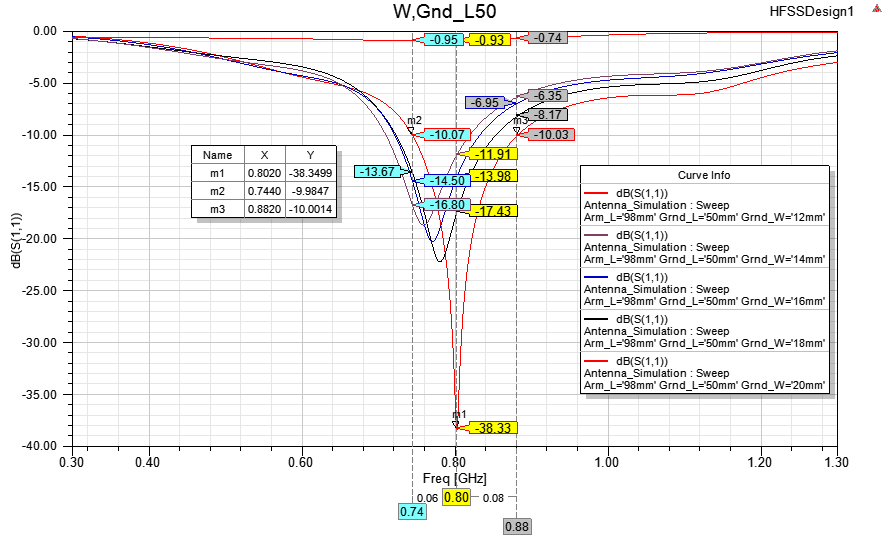 W,Gnd_L50
HFSSDesign1
0.00
-5.00
-10.00
-15.00
-20.00
-25.00
-30.00
-35.00
-40.00
dB(S(1,1))
-0.95
-0.93
-0.74
-6.95
-6.35
-8.17
m2
m3
-10.07
-10.03
-11.91
-13.67
-14.50
-13.98
-16.80
-17.43
m1
-38.33
Name X Y
m1 0.8020 -38.3499
m2 0.7440 -9.9847
m3 0.8820 -10.0014
Curve Info
dB(S(1,1))
Antenna_Simulation : Sweep
Arm_L='98mm' Grnd_L='50mm' Grnd_W='12mm'
dB(S(1,1))
Antenna_Simulation : Sweep
Arm_L='98mm' Grnd_L='50mm' Grnd_W='14mm'
dB(S(1,1))
Antenna_Simulation : Sweep
Arm_L='98mm' Grnd_L='50mm' Grnd_W='16mm'
dB(S(1,1))
Antenna_Simulation : Sweep
Arm_L='98mm' Grnd_L='50mm' Grnd_W='18mm'
dB(S(1,1))
Antenna_Simulation : Sweep
Arm_L='98mm' Grnd_L='50mm' Grnd_W='20mm'
0.30 0.40 0.60 0.80 1.00 1.20 1.30
Freq [GHz]
0.06 0.80 0.08
0.74
0.88